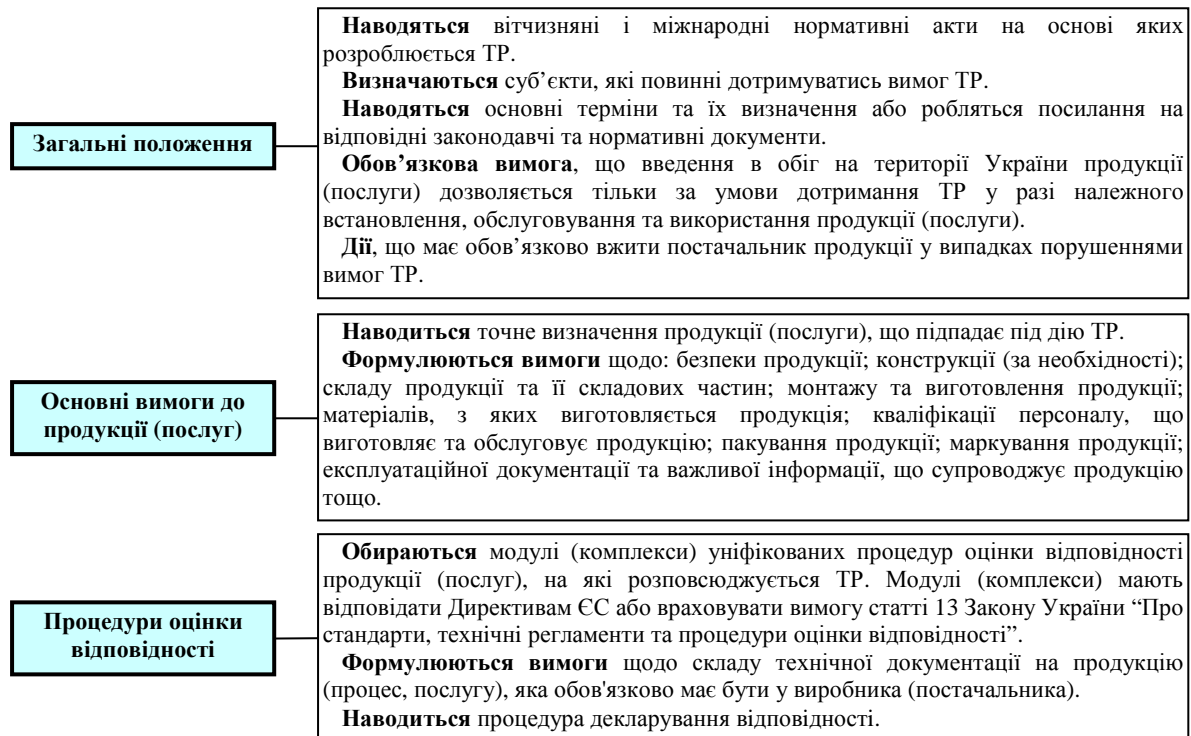 Загальні положення
Наводяться вітчизняні і міжнародні нормативні акти на основі яких
розроблюється ТР.
Визначаються суб’єкти, які повинні дотримуватись вимог ТР.
Наводяться основні терміни та їх визначення або робляться посилання на
відповідні законодавчі та нормативні документи.
Обов’язкова вимога, що введення в обіг на території України продукції
(послуги) дозволяється тільки за умови дотримання ТР у разі належного
встановлення, обслуговування та використання продукції (послуги).
Дії, що має обов’язково вжити постачальник продукції у випадках порушеннями
вимог ТР.
Основні вимоги до
продукції (послуг)
Наводиться точне визначення продукції (послуги), що підпадає під дію ТР.
Формулюються вимоги щодо: безпеки продукції; конструкції (за необхідності);
складу продукції та її складових частин; монтажу та виготовлення продукції;
матеріалів, з яких виготовляється продукція; кваліфікації персоналу, що
виготовляє та обслуговує продукцію; пакування продукції; маркування продукції;
експлуатаційної документації та важливої інформації, що супроводжує продукцію
тощо.
Процедури оцінки
відповідності
Обираються модулі (комплекси) уніфікованих процедур оцінки відповідності
продукції (послуг), на які розповсюджується ТР. Модулі (комплекси) мають
відповідати Директивам ЄС або враховувати вимогу статті 13 Закону України “Про
стандарти, технічні регламенти та процедури оцінки відповідності”.
Формулюються вимоги щодо складу технічної документації на продукцію
(процес, послугу), яка обов'язково має бути у виробника (постачальника).
Наводиться процедура декларування відповідності.